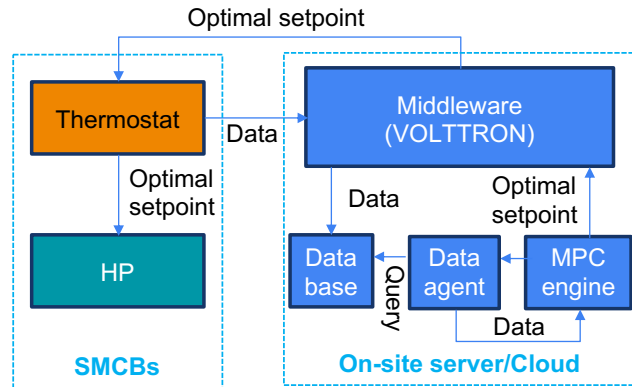 Optimal setpoint
Thermostat
Data
Middleware
(VOLTTRON)
Optimal
setpoint
Data
Optimal
setpoint
HP
Data
base
Query
Data
agent
MPC
engine
Data
SMCBs
On-site server/Cloud